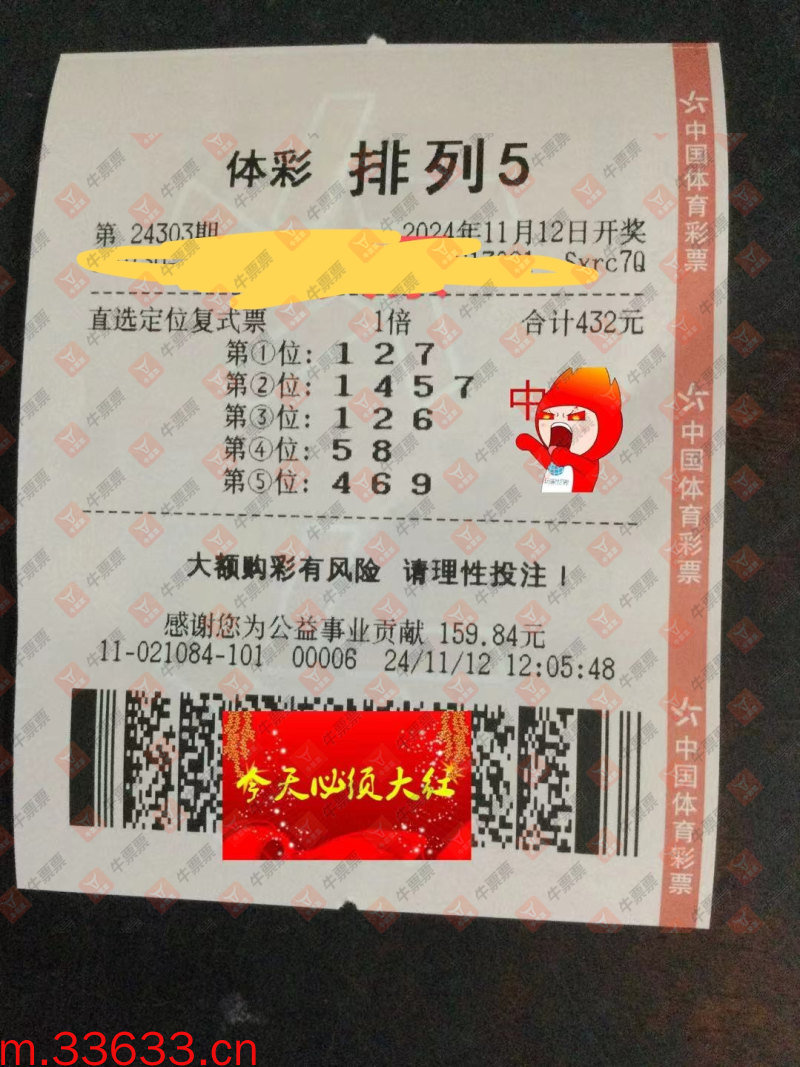 体彩 排列5
第 24303期 2024年11月12日开奖
Sxrc7Q
直选定位复式票 1倍 合计432元
第①位: 1 2 7
第②位: 1 4 5 7
第③位: 1 2 6
第④位: 5 8
第⑤位: 4 6 9
中
大额购彩有风险 请理性投注!
感谢您为公益事业贡献 159.84元
11-021084-101 00006 24/11/12 12:05:48
今天必须大红
中国体育彩票
中国体育彩票
中国体育彩票
牛票票
m.33633.cn